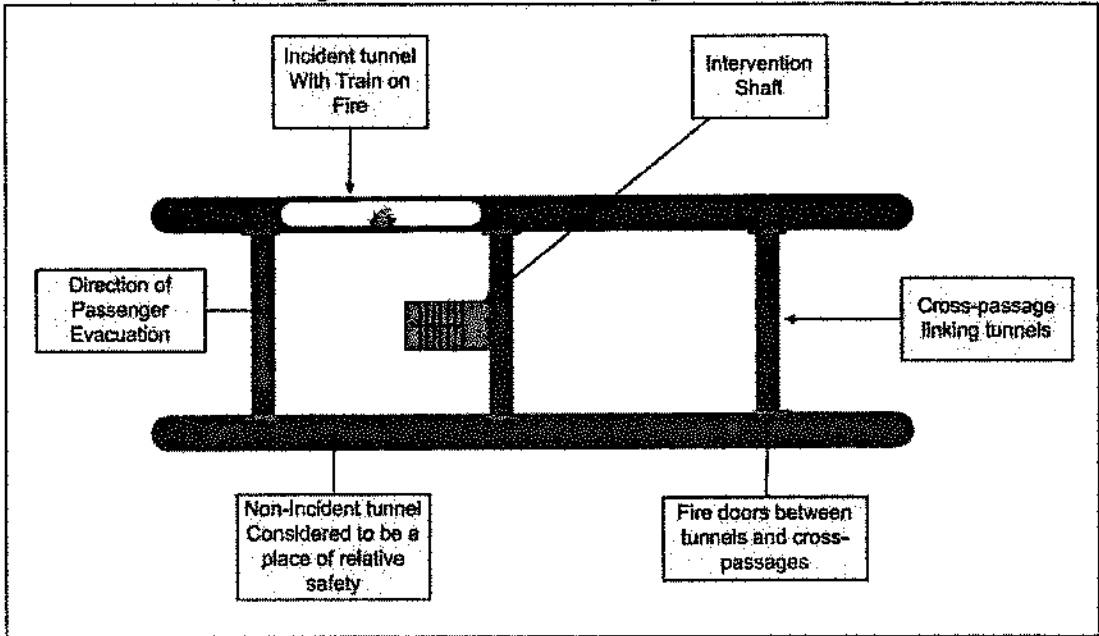 Incident tunnel
With Train on
Fire
Intervention
Shaft
Direction of
Passenger
Evacuation
Cross-passage
linking tunnels
Non-Incident tunnel
Considered to be a
place of relative
safety
Fire doors between
tunnels and cross-
passages